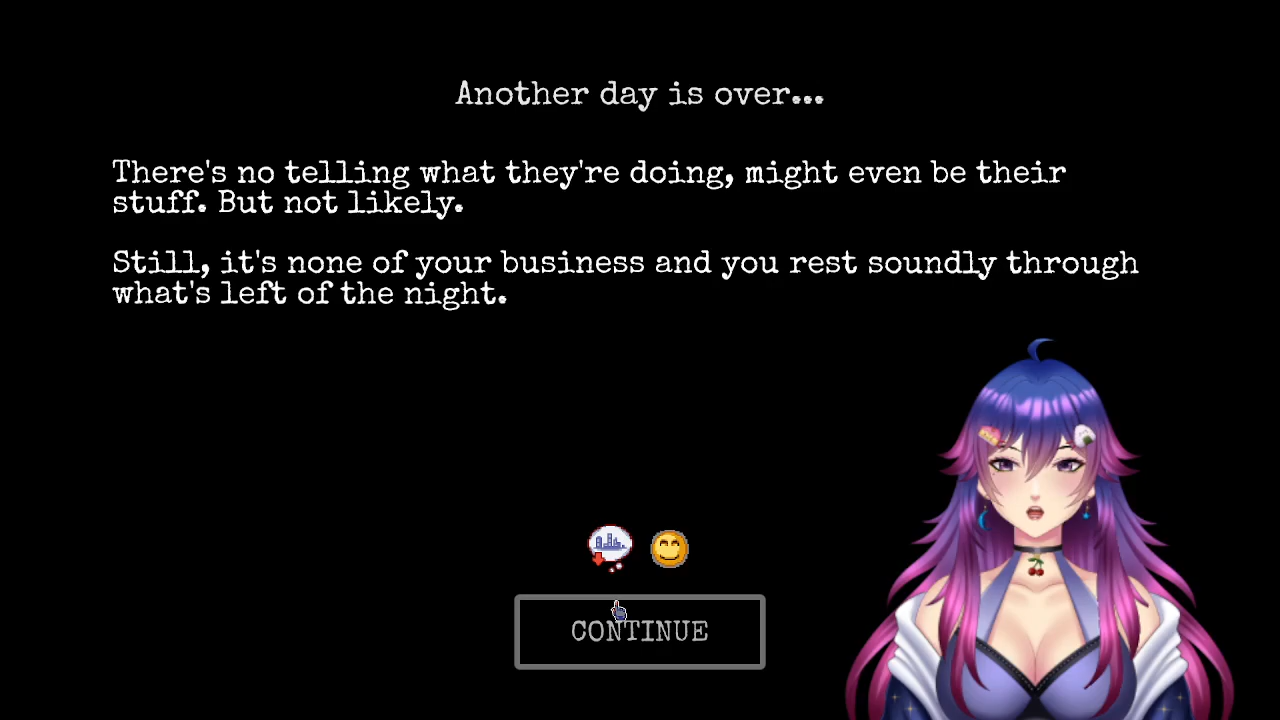 Another day is over...
There's no telling what they're doing, might even be their
stuff. But not likely.
Still, it's none of your business and you rest soundly through
what's left of the night.
CONTINUE